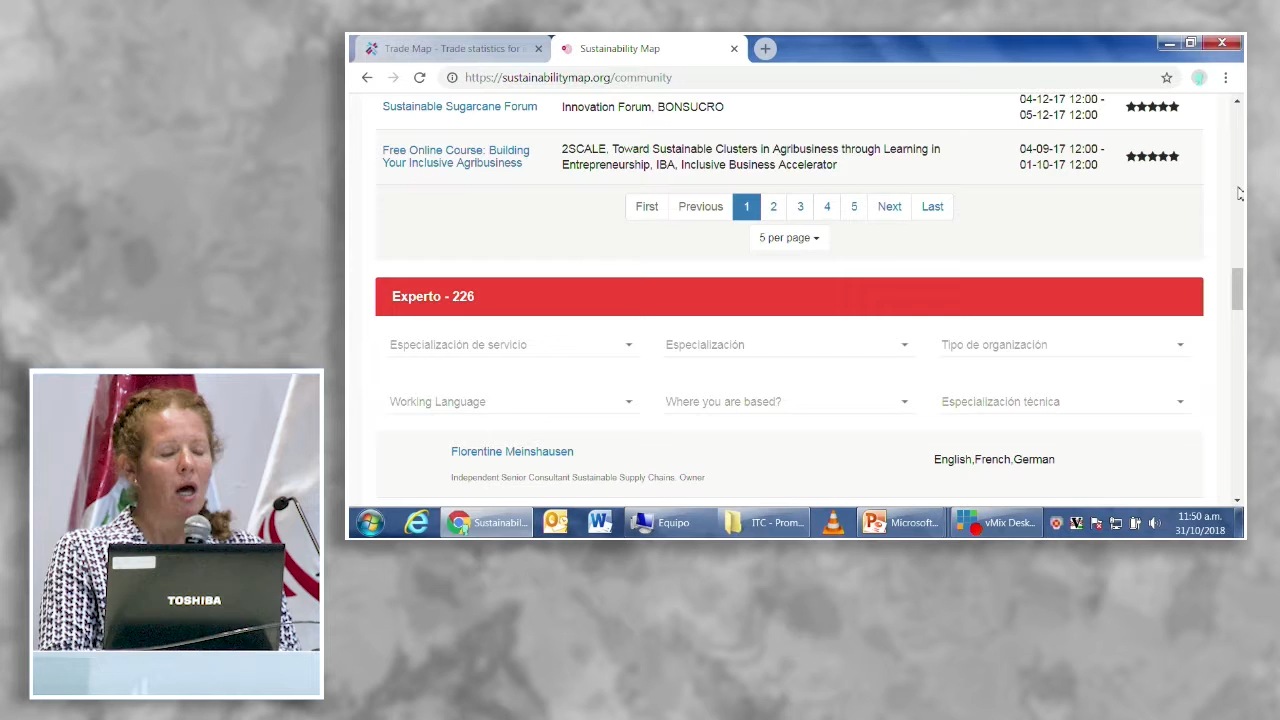 Trade Map - Trade statistics for
Sustainability Map
https://sustainabilitymap.org/community
Sustainable Sugarcane Forum
Innovation Forum, BONSUCRO
04-12-17 12:00 -
05-12-17 12:00
Free Online Course: Building
Your Inclusive Agribusiness
2SCALE, Toward Sustainable Clusters in Agribusiness through Learning in
Entrepreneurship, IBA, Inclusive Business Accelerator
04-09-17 12:00 -
01-10-17 12:00
First Previous 1 2 3 4 5 Next Last
5 per page
Experto - 226
Especialización de servicio
Especialización
Tipo de organización
Working Language
Where you are based?
Especialización técnica
Florentine Meinshausen
Independent Senior Consultant Sustainable Supply Chains. Owner
English,French,German
Sustainabil...
Equipo
ITC - Prom...
Microsoft...
vMix Desk...
11:50 a.m.
31/10/2018
TOSHIBA